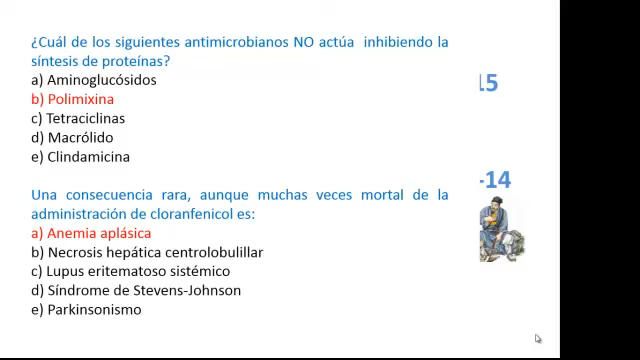 ¿Cuál de los siguientes antimicrobianos NO actúa inhibiendo la
síntesis de proteínas?
a) Aminoglucósidos
b) Polimixina
c) Tetraciclinas
d) Macrólido
e) Clindamicina
15
Una consecuencia rara, aunque muchas veces mortal de la
administración de cloranfenicol es:
a) Anemia aplásica
b) Necrosis hepática centrolobulillar
c) Lupus eritematoso sistémico
d) Síndrome de Stevens-Johnson
e) Parkinsonismo
-14